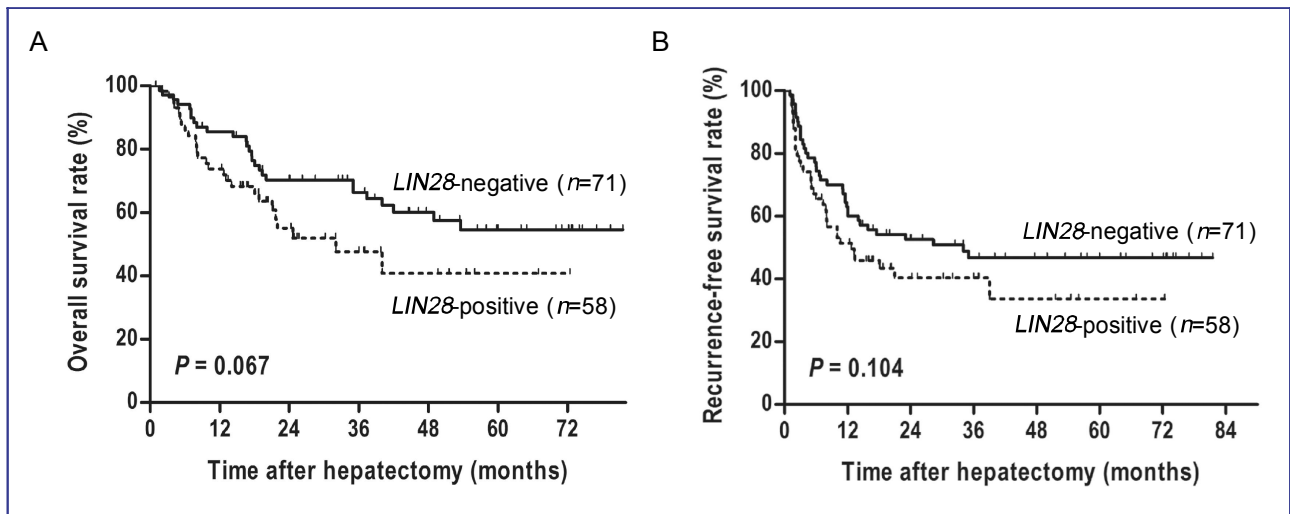 A
Overall survival rate (%)
100
80
60
40
20
0
LIN28-negative (n=71)
LIN28-positive (n=58)
P = 0.067
0 12 24 36 48 60 72
Time after hepatectomy (months)
B
Recurrence-free survival rate (%)
100
80
60
40
20
0
LIN28-negative (n=71)
LIN28-positive (n=58)
P = 0.104
0 12 24 36 48 60 72 84
Time after hepatectomy (months)